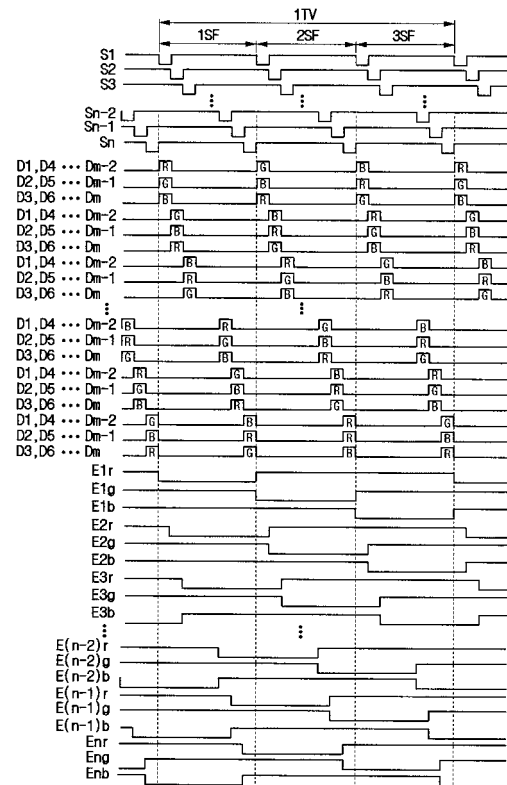 1TV
1SF 2SF 3SF
S1
S2
S3
Sn-2
Sn-1
Sn
D1,D4 ··· Dm-2 R G B R
D2,D5 ··· Dm-1 G B R G
D3,D6 ··· Dm B R G B
D1,D4 ··· Dm-2 G B R G
D2,D5 ··· Dm-1 B R G B
D3,D6 ··· Dm R G B R
D1,D4 ··· Dm-2 B R G B
D2,D5 ··· Dm-1 R G B R
D3,D6 ··· Dm G B R G
D1,D4 ··· Dm-2 B R G B
D2,D5 ··· Dm-1 R G B R
D3,D6 ··· Dm G B R G
D1,D4 ··· Dm-2 R G B R
D2,D5 ··· Dm-1 G B R G
D3,D6 ··· Dm B R G B
D1,D4 ··· Dm-2 G B R G
D2,D5 ··· Dm-1 B R B R
D3,D6 ··· Dm R G R R
E1r
E1g
E1b
E2r
E2g
E2b
E3r
E3g
E3b
E(n-2)r
E(n-2)g
E(n-2)b
E(n-1)r
E(n-1)g
E(n-1)b
Enr
Eng
Enb